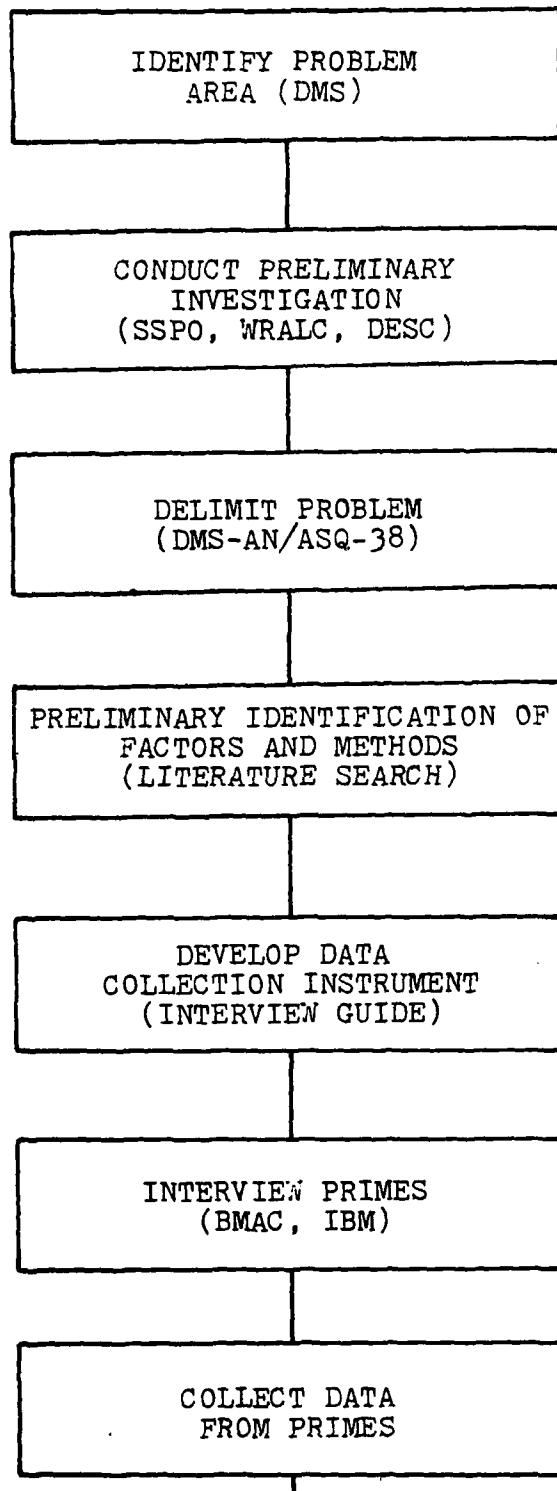 IDENTIFY PROBLEM
AREA (DMS)
CONDUCT PRELIMINARY
INVESTIGATION
(SSPO, WRALC, DESC)
DELIMIT PROBLEM
(DMS-AN/ASQ-38)
PRELIMINARY IDENTIFICATION OF
FACTORS AND METHODS
(LITERATURE SEARCH)
DEVELOP DATA
COLLECTION INSTRUMENT
(INTERVIEW GUIDE)
INTERVIEW PRIMES
(BMAC, IBM)
COLLECT DATA
FROM PRIMES